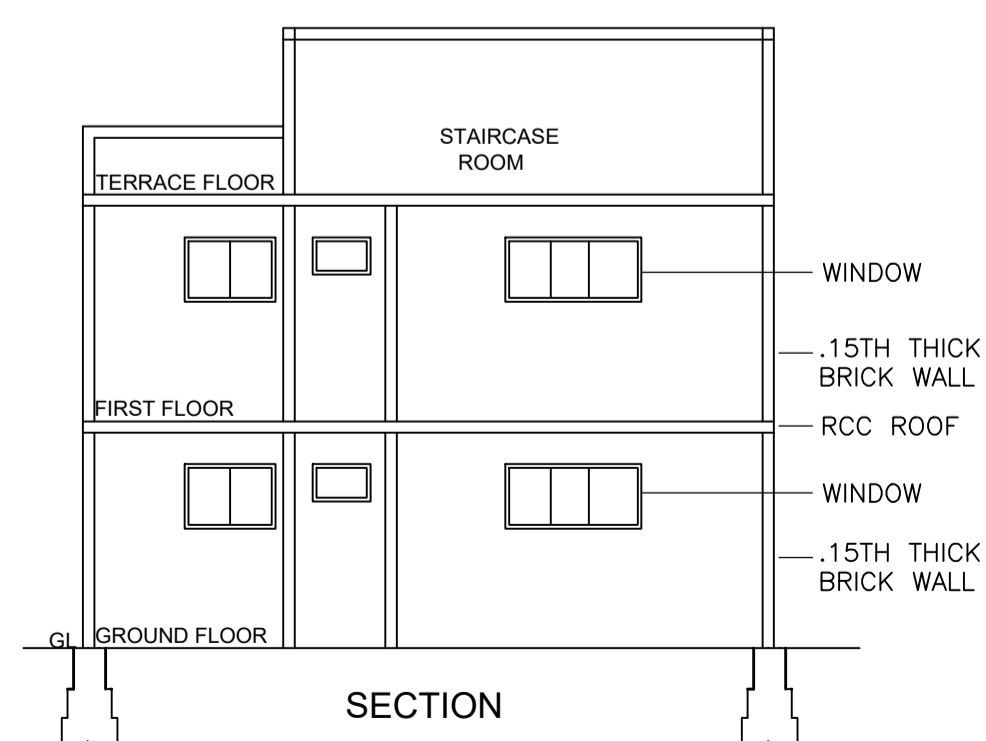 STAIRCASE
ROOM
TERRACE FLOOR
WINDOW
.15TH THICK
BRICK WALL
FIRST FLOOR
RCC ROOF
WINDOW
.15TH THICK
BRICK WALL
GL
GROUND FLOOR
SECTION